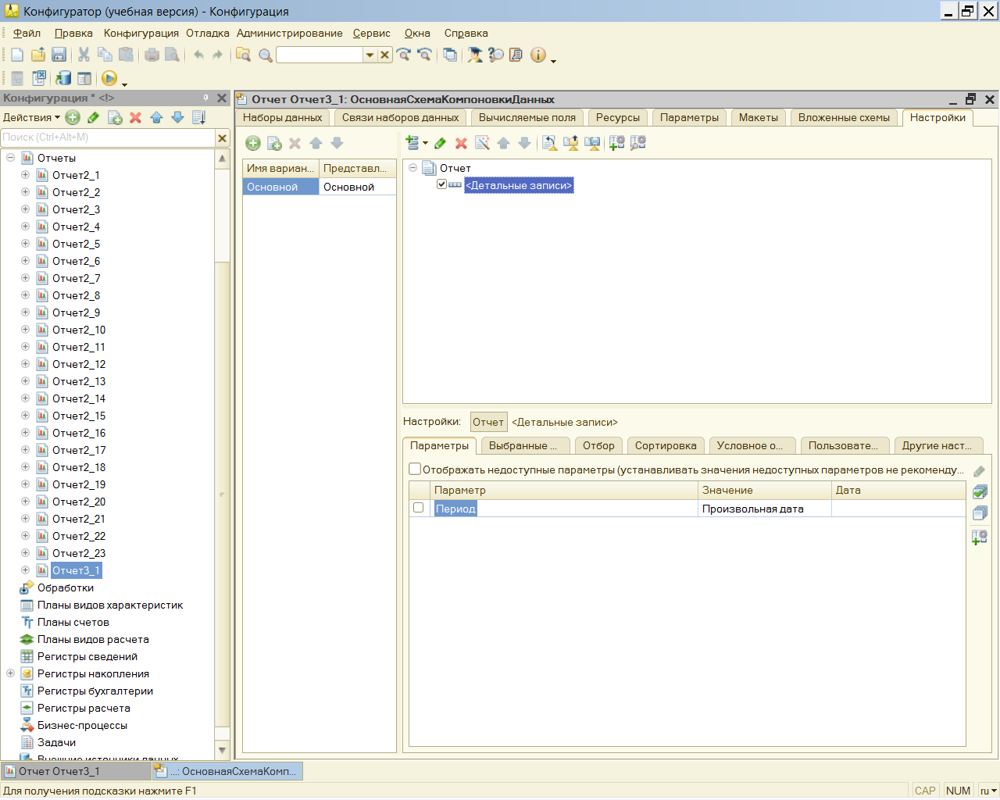 Конфигуратор (учебная версия) - Конфигурация
Файл Правка Конфигурация Отладка Администрирование Сервис Окна Справка
Конфигурация * <!>
Действия
Поиск (Ctrl+Alt+M)
Отчеты
Отчет2_1
Отчет2_2
Отчет2_3
Отчет2_4
Отчет2_5
Отчет2_6
Отчет2_7
Отчет2_8
Отчет2_9
Отчет2_10
Отчет2_11
Отчет2_12
Отчет2_13
Отчет2_14
Отчет2_15
Отчет2_16
Отчет2_17
Отчет2_18
Отчет2_19
Отчет2_20
Отчет2_21
Отчет2_22
Отчет2_23
Отчет3_1
Обработки
Планы видов характеристик
Планы счетов
Планы видов расчета
Регистры сведений
Регистры накопления
Регистры бухгалтерии
Регистры расчета
Бизнес-процессы
Задачи
Внешние источники данных
Отчет Отчет3_1: ОсновнаяСхемаКомпоновкиДанных
Наборы данных Связи наборов данных Вычисляемые поля Ресурсы Параметры Макеты Вложенные схемы Настройки
Имя вариан... Представл...
Основной Основной
Отчет
<Детальные записи>
Настройки: Отчет <Детальные записи>
Параметры Выбранные ... Отбор Сортировка Условное о... Пользовате... Другие наст...
Отображать недоступные параметры (устанавливать значения недоступных параметров не рекоменду...
Параметр Значение Дата
Период Произвольная дата
Отчет Отчет3_1 ...: ОсновнаяСхемаКомп...
Для получения подсказки нажмите F1 CAP NUM ru